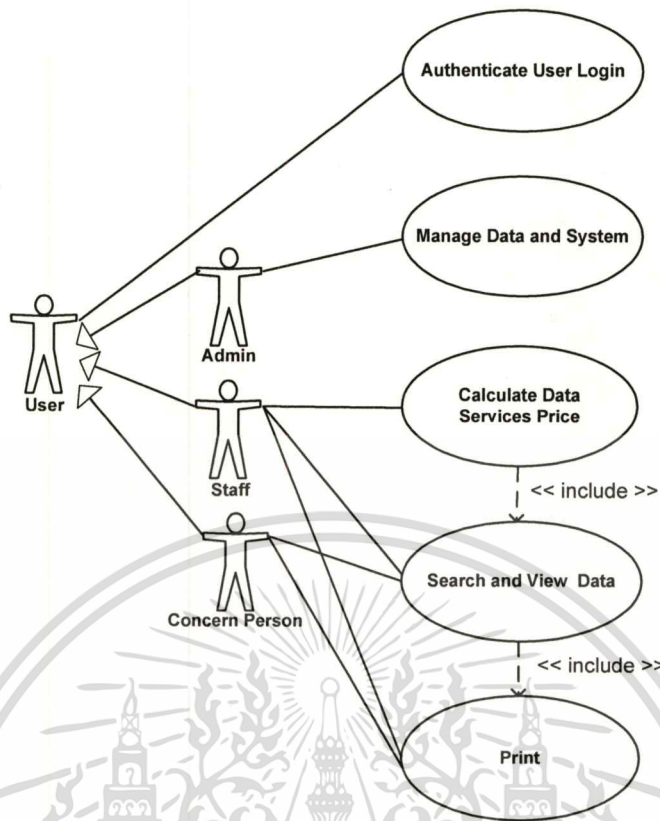 Authenticate User Login
Manage Data and System
Admin
User
Calculate Data
Services Price
Staff
<< include >>
Search and View Data
Concern Person
<< include >>
Print